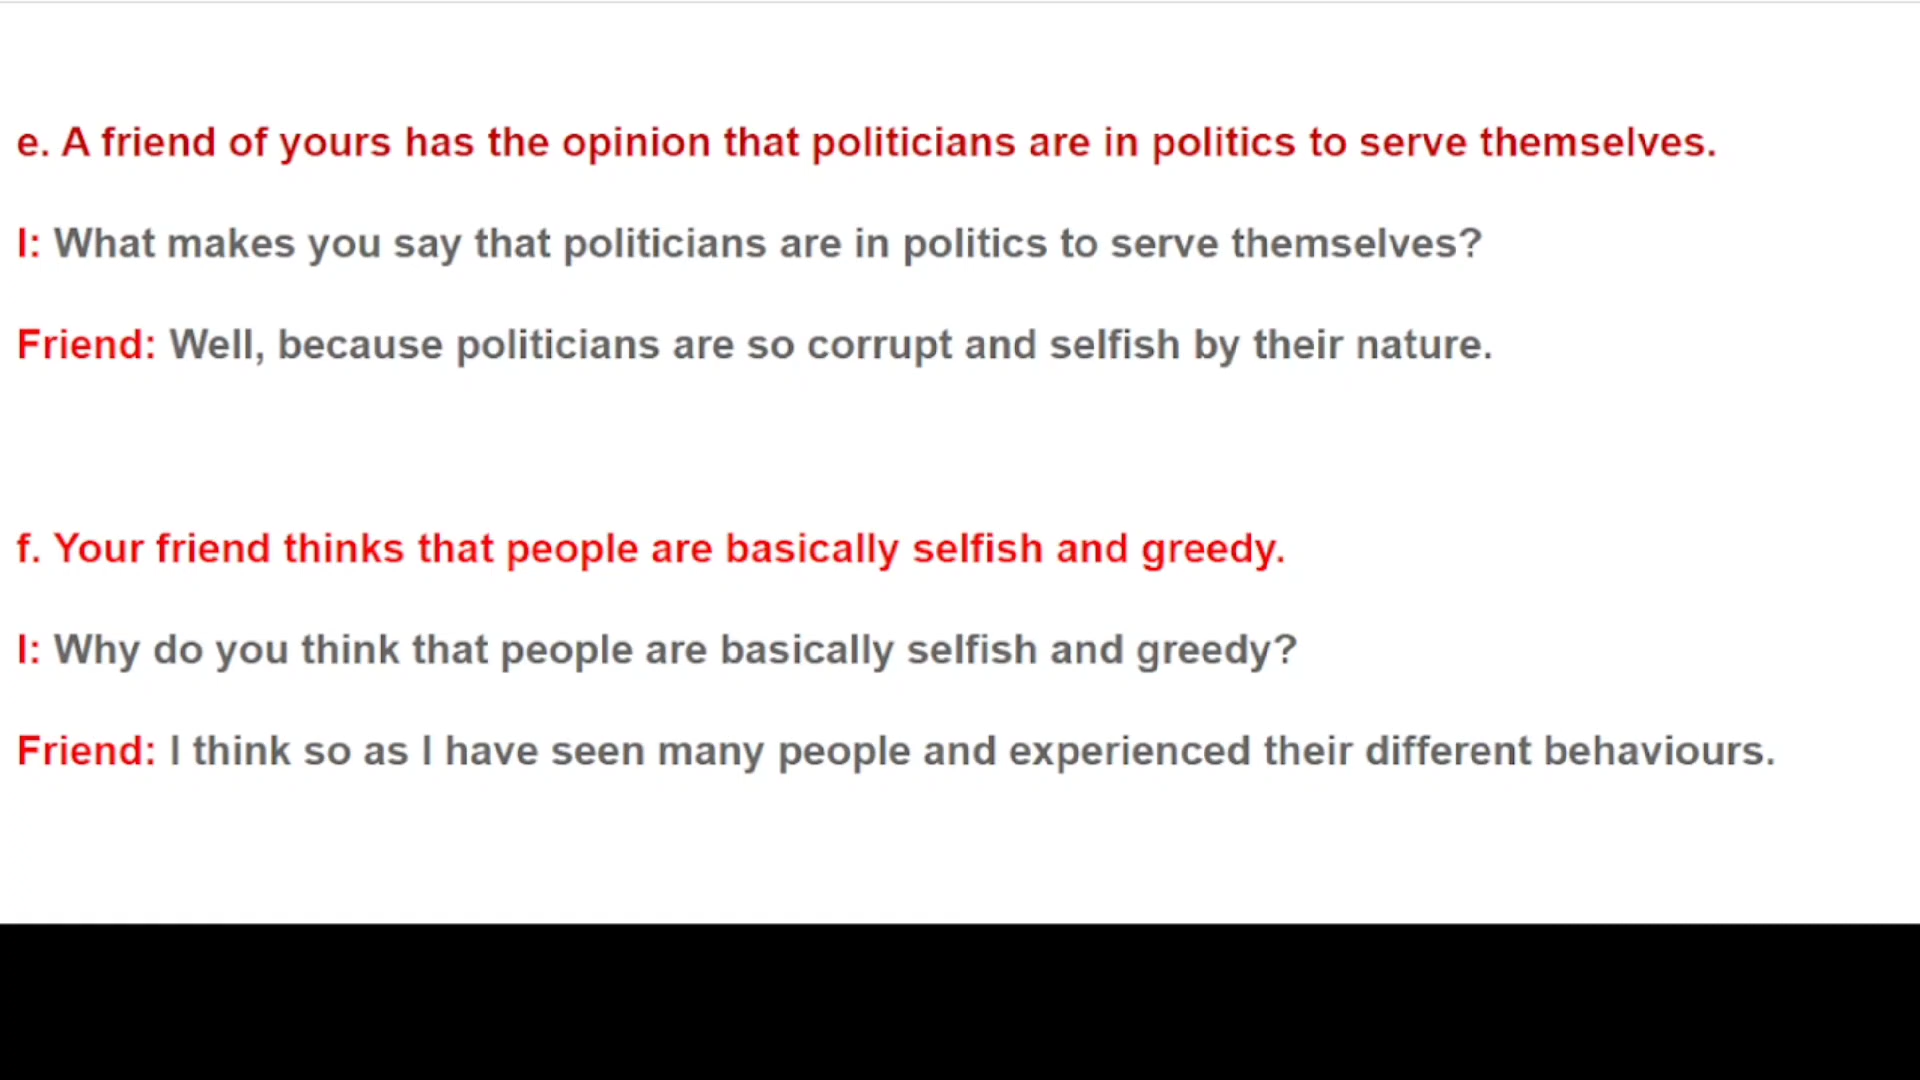 e. A friend of yours has the opinion that politicians are in politics to serve themselves.
I: What makes you say that politicians are in politics to serve themselves?
Friend: Well, because politicians are so corrupt and selfish by their nature.
f. Your friend thinks that people are basically selfish and greedy.
I: Why do you think that people are basically selfish and greedy?
Friend: I think so as I have seen many people and experienced their different behaviours.